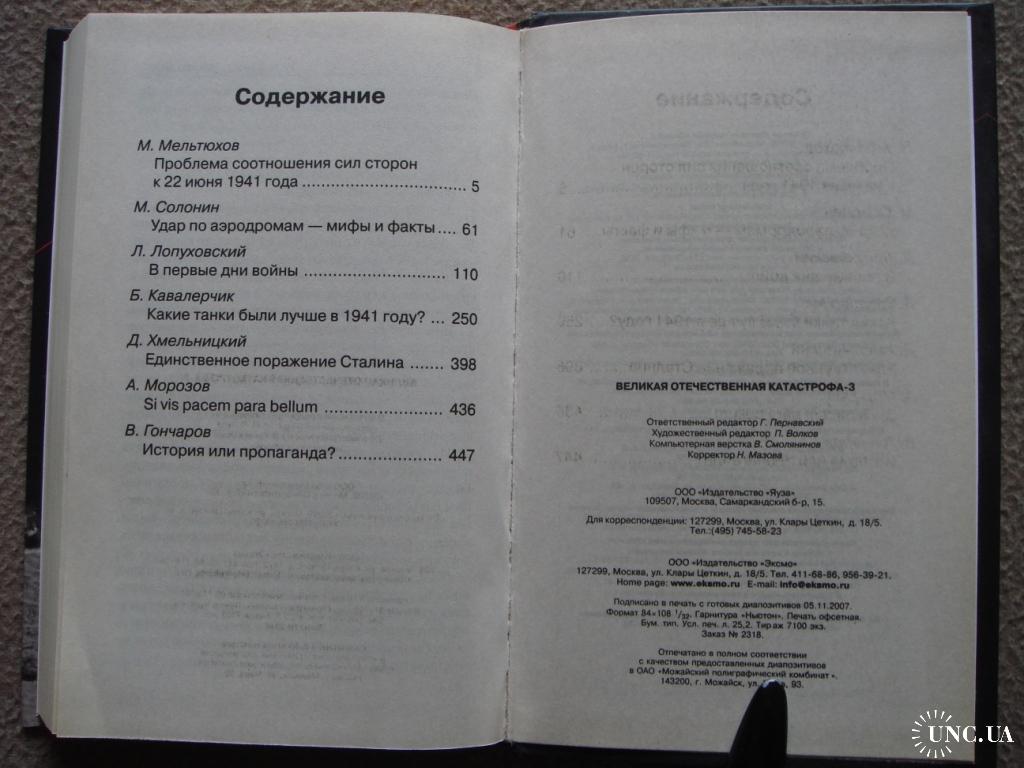 Содержание
М. Мельтюхов
Проблема соотношения сил сторон
к 22 июня 1941 года ................................ 5
М. Солонин
Удар по аэродромам — мифы и факты.... 61
Л. Лопуховский
В первые дни войны ........................... 110
Б. Кавалерчик
Какие танки были лучше в 1941 году? ... 250
Д. Хмельницкий
Единственное поражение Сталина ....... 398
А. Морозов
Si vis pacem para bellum ....................... 436
В. Гончаров
История или пропаганда?.................... 447
ВЕЛИКАЯ ОТЕЧЕСТВЕННАЯ КАТАСТРОФА-3
Ответственный редактор Г. Пернавский
Художественный редактор П. Волков
Компьютерная верстка В. Смолянинов
Корректор Н. Мазова
ООО «Издательство «Яуза»
109507, Москва, Самаркандский б-р, 15.
Для корреспонденции: 127299, Москва, ул. Клары Цеткин, д. 18/5.
Тел.:(495) 745-58-23
ООО «Издательство «Эксмо»
127299, Москва, ул. Клары Цеткин, д. 18/5. Тел. 411-68-86, 956-39-21.
Home page: www.eksmo.ru E-mail: info@eksmo.ru
Подписано в печать с готовых диапозитивов 05.11.2007.
Формат 84×108 1/32. Гарнитура «Ньютон». Печать офсетная.
Бум. тип. Усл. печ. л. 25,2. Тираж 7100 экз.
Заказ № 2318.
Отпечатано в полном соответствии
с качеством предоставленных диапозитивов
в ОАО «Можайский полиграфический комбинат».
143200, г. Можайск, ул. 93.
UNC.UA